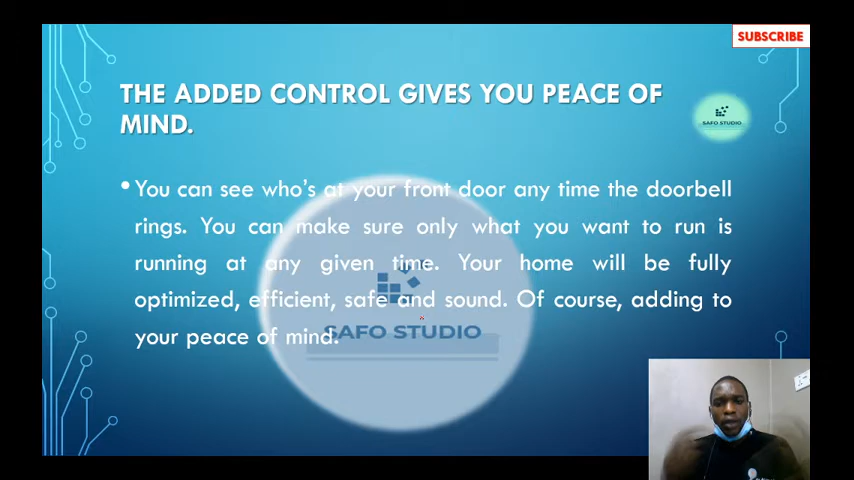 SUBSCRIBE
THE ADDED CONTROL GIVES YOU PEACE OF
MIND.
SAFO STUDIO
• You can see who's at your front door any time the doorbell
rings. You can make sure only what you want to run is
running at any given time. Your home will be fully
optimized, efficient, safe and sound. Of course, adding to
your peace of mind.
SAFO STUDIO